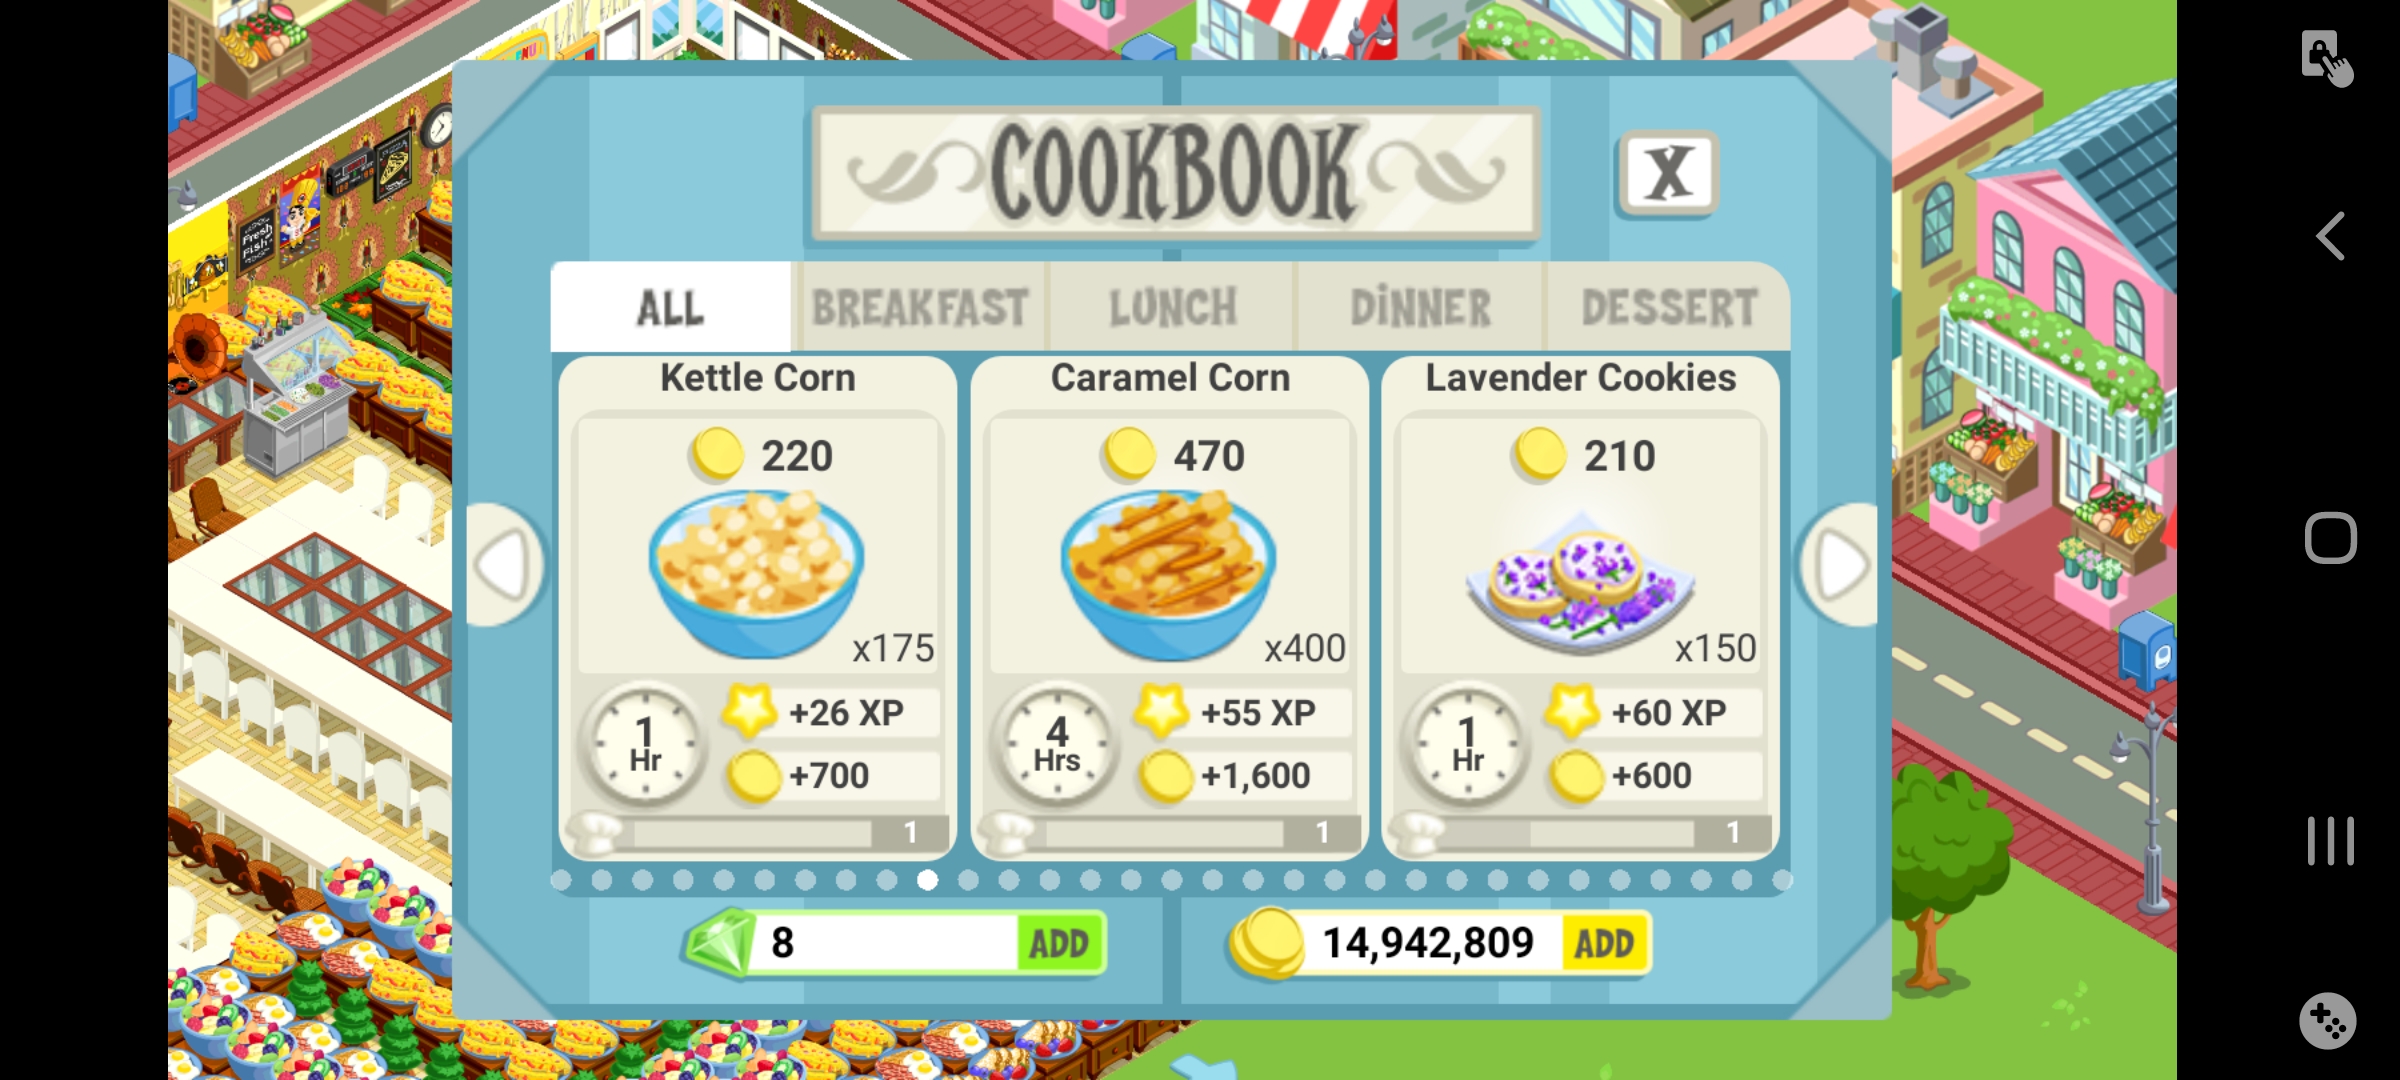 COOKBOOK
X
ALL
BREAKFAST
LUNCH
DINNER
DESSERT
Kettle Corn
220
x175
1
Hr
+26 XP
+700
1
Caramel Corn
470
x400
4
Hrs
+55 XP
+1,600
1
Lavender Cookies
210
x150
1
Hr
+60 XP
+600
1
8
ADD
14,942,809
ADD
Fresh
Fish